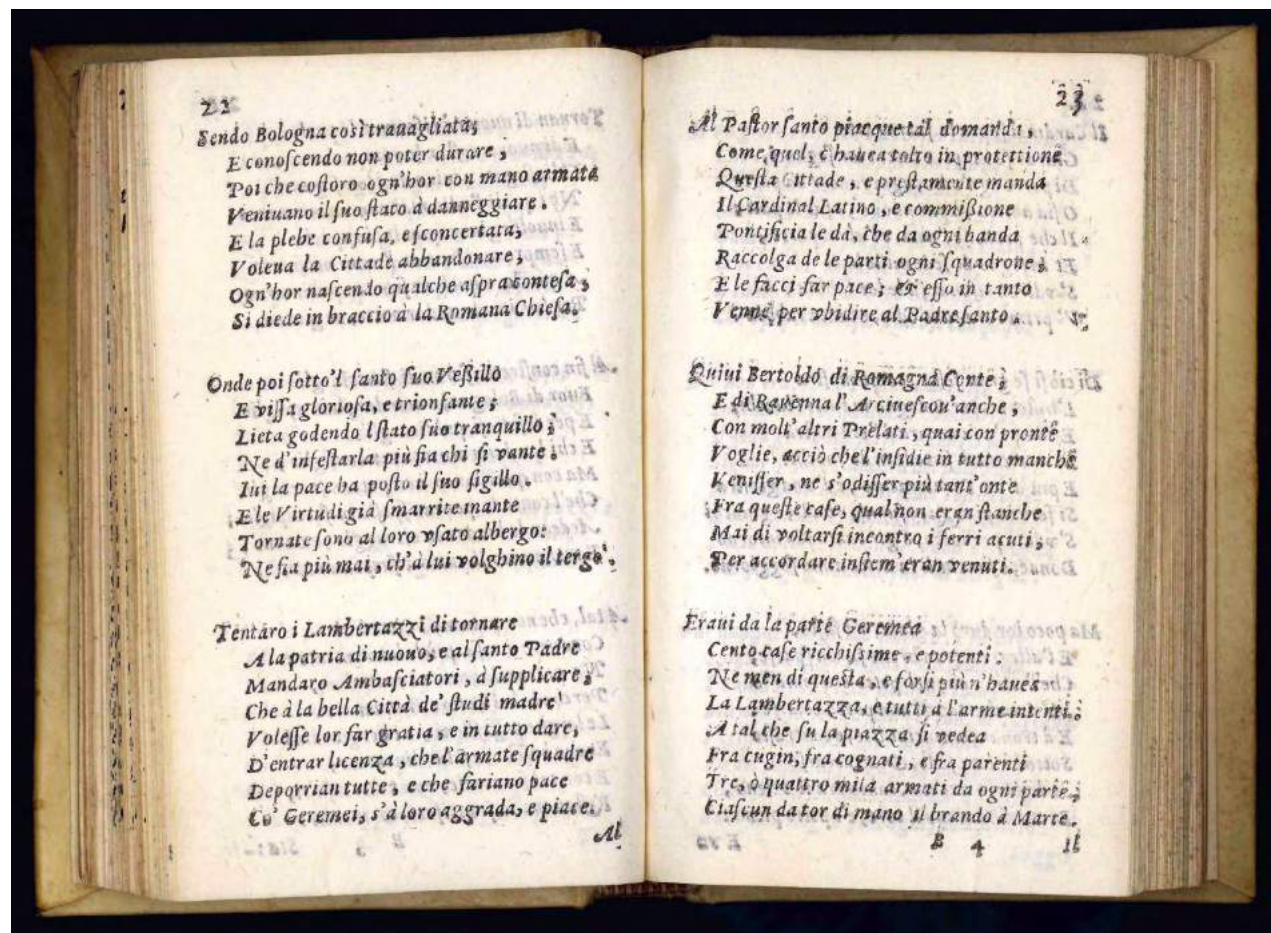 22
Sendo Bologna così trauagliata;
E conoſcendo non poter durare;
Poi che coſtoro ogn'hor con mano armata
Veniuano il ſuo ſtato à danneggiare.
E la plebe confuſa, e ſconcertata;
Voleua la Cittade abbandonare;
Ogn'hor naſcendo qualche aſpra conteſa;
Si diede in braccio à la Romana Chieſa.
Onde poi ſotto'l ſanto ſuo Veßillo
E viſſa glorioſa, e trionfante;
Lieta godendo l ſtato ſuo tranquillo;
Ne d'infeſtarla più ſia chi ſi vante;
Iui la pace ha poſto il ſuo ſigillo.
E le Virtù di già ſmarrite inante
Tornate ſono al loro vſato albergo:
Ne fia più mai, ch'à lui volghino il tergo.
Tentaro i Lambertazzi di tornare
A la patria di nuouo, e al ſanto Padre
Mandaro Ambaſciatori, à ſupplicare;
Che à la bella Città de' ſtudi madre
Voleſſe lor far gratia, e in tutto dare,
D'entrar licenza, che l'armate ſquadre
Deporrian tutte, e che fariano pace
Co' Geremei, s'à loro aggrada, e piace.
Al
23
Al Paſtor ſanto piacque tal domanda,
Come quel, c'hauea tolto in protettione
Queſta Cittade, e preſtamente manda
Il Cardinal Latino, e commißione
Pontificia le dà, che da ogni banda
Raccolga de le parti ogni ſquadrone;
E le facci far pace; et eſſo in tanto
Venne per vbidire al Padre ſanto.
Quiui Bertoldo di Romagna Conte;
E di Rauenna l'Arciueſcou'anche;
Con molt'altri Prelati, quai con pronte
Voglie, acciò che l'inſidie in tutto manche
Veniſſer, ne s'odiſſer più tant'onte
Fra queſte caſe, qual non eran ſtanche
Mai di voltarſi incontro i ferri acuti;
Per accordare inſiem'eran venuti.
Eraui da la parte Geremea
Cento caſe ricchiſsime, e potenti.
Ne men di queſta, e forſi più n'hauea
La Lambertazza, e tutti à l'arme intenti;
A tal che ſu la piazza ſi vedea
Fra cugin, fra cognati, e fra parenti
Tre, ò quattro mila armati da ogni parte;
Ciaſcun da tor di mano il brando à Marte.
B 4 Il